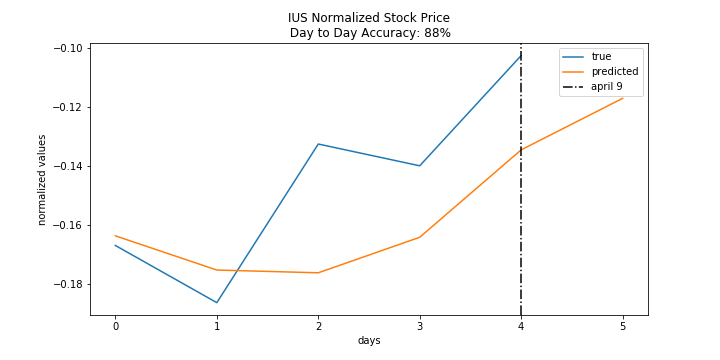 IUS Normalized Stock Price
Day to Day Accuracy: 88%
true
predicted
april 9
normalized values
−0.10
−0.12
−0.14
−0.16
−0.18
0 1 2 3 4 5
days